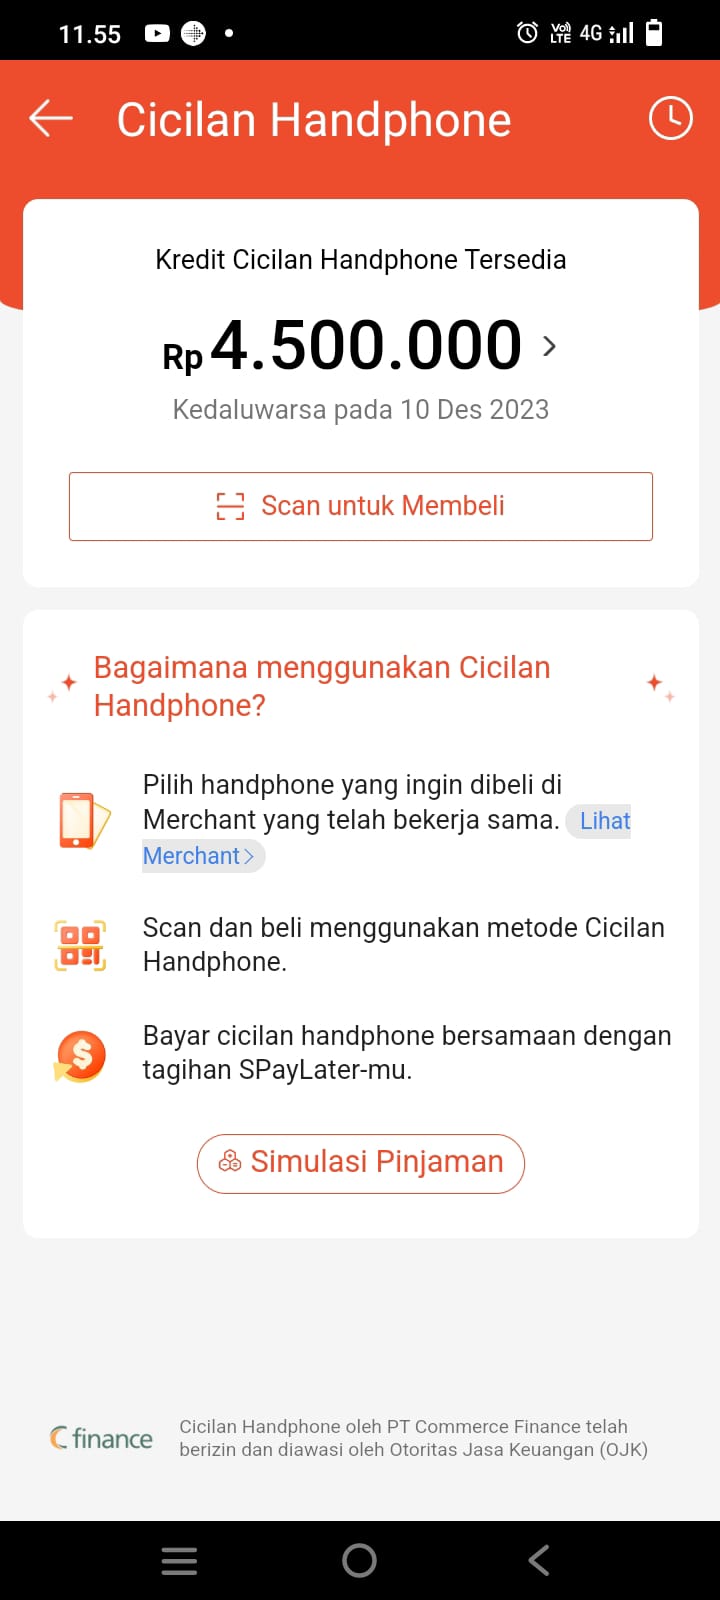 11.55
Vo) LTE 4G
Cicilan Handphone
Kredit Cicilan Handphone Tersedia
Rp 4.500.000 >
Kedaluwarsa pada 10 Des 2023
Scan untuk Membeli
Bagaimana menggunakan Cicilan
Handphone?
Pilih handphone yang ingin dibeli di
Merchant yang telah bekerja sama. Lihat
Merchant >
Scan dan beli menggunakan metode Cicilan
Handphone.
Bayar cicilan handphone bersamaan dengan
tagihan SPayLater-mu.
Simulasi Pinjaman
Cfinance
Cicilan Handphone oleh PT Commerce Finance telah
berizin dan diawasi oleh Otoritas Jasa Keuangan (OJK)